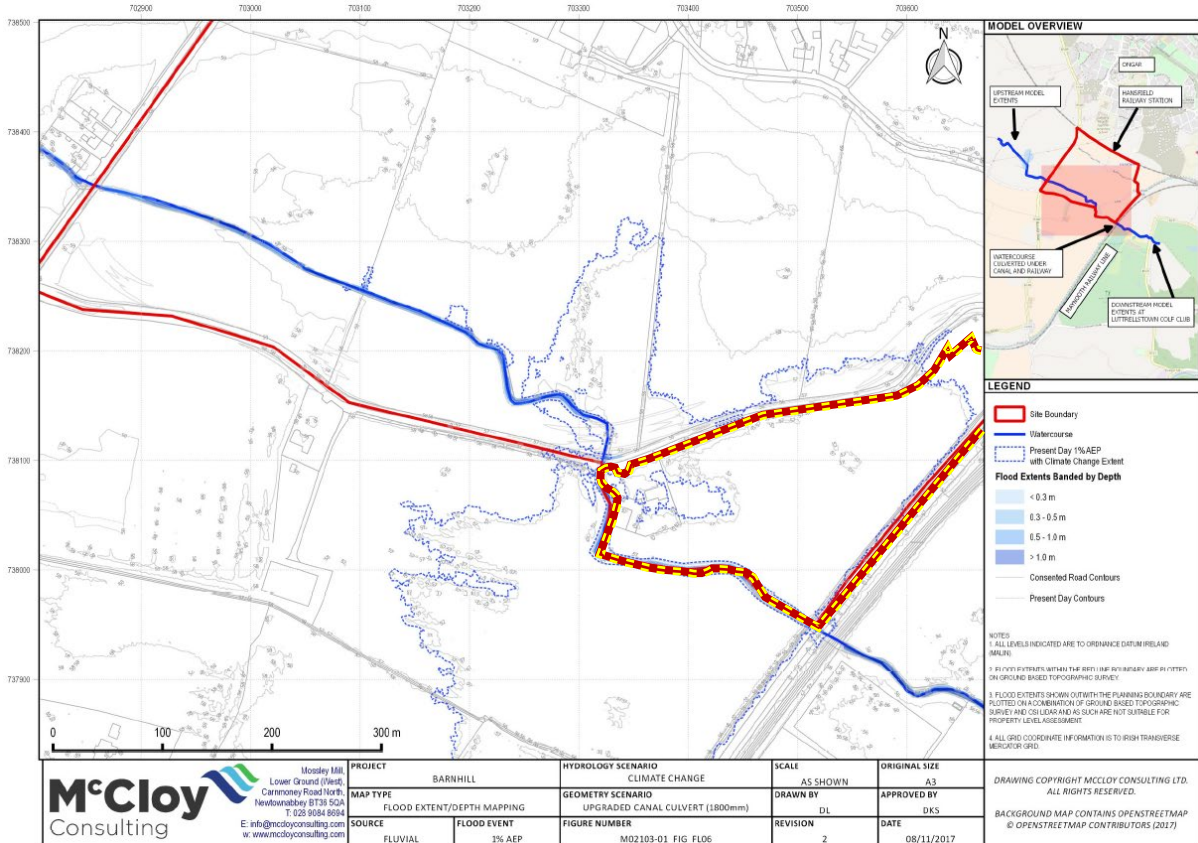 702900
703000
703100
703200
703300
703400
703500
703600
738500
738400
738300
738200
738100
738000
737900
N
0
100
200
300 m
MODEL OVERVIEW
ONGAR
UPSTREAM MODEL
EXTENTS
HANSFIELD
RAILWAY STATION
WATERCOURSE
CULVERTED UNDER
CANAL AND RAILWAY
MAYNOOTH RAILWAY LINE
DOWNSTREAM MODEL
EXTENTS AT
LUTTRELLSTOWN GOLF CLUB
LEGEND
Site Boundary
Watercourse
Present Day 1% AEP
with Climate Change Extent
Flood Extents Banded by Depth
< 0.3 m
0.3 - 0.5 m
0.5 - 1.0 m
> 1.0 m
Consented Road Contours
Present Day Contours
NOTES
1. ALL LEVELS INDICATED ARE TO ORDNANCE DATUM IRELAND
(MALIN)
2. FLOOD EXTENTS WITHIN THE RED LINE BOUNDARY ARE PLOTTED
ON GROUND BASED TOPOGRAPHIC SURVEY.
3. FLOOD EXTENTS SHOWN OUTWITH THE PLANNING BOUNDARY ARE
PLOTTED ON A COMBINATION OF GROUND BASED TOPOGRAPHIC
SURVEY AND OSI LIDAR AND AS SUCH ARE NOT SUITABLE FOR
PROPERTY LEVEL ASSESSMENT
4. ALL GRID COORDINATE INFORMATION IS TO IRISH TRANSVERSE
MERCATOR GRID.
McCloy
Consulting
Mossley Mill,
Lower Ground (West),
Carnmoney Road North,
Newtownabbey BT36 5QA
T: 028 9084 8694
E: info@mccloyconsulting.com
w: www.mccloyconsulting.com
PROJECT
BARNHILL
HYDROLOGY SCENARIO
CLIMATE CHANGE
SCALE
AS SHOWN
ORIGINAL SIZE
A3
MAP TYPE
FLOOD EXTENT/DEPTH MAPPING
GEOMETRY SCENARIO
UPGRADED CANAL CULVERT (1800mm)
DRAWN BY
DL
APPROVED BY
DKS
SOURCE
FLUVIAL
FLOOD EVENT
1% AEP
FIGURE NUMBER
M02103-01_FIG_FL06
REVISION
2
DATE
08/11/2017
DRAWING COPYRIGHT MCCLOY CONSULTING LTD.
ALL RIGHTS RESERVED.
BACKGROUND MAP CONTAINS OPENSTREETMAP
© OPENSTREETMAP CONTRIBUTORS (2017)